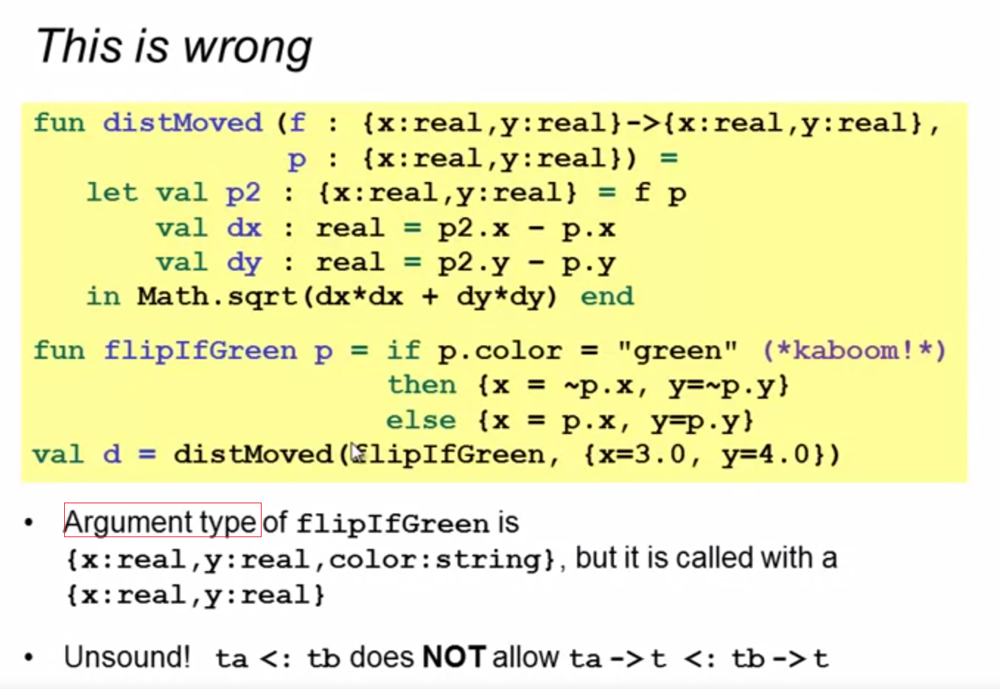 This is wrong
fun distMoved (f : {x:real,y:real}->{x:real,y:real},
p : {x:real,y:real}) =
let val p2 : {x:real,y:real} = f p
val dx : real = p2.x - p.x
val dy : real = p2.y - p.y
in Math.sqrt(dx*dx + dy*dy) end
fun flipIfGreen p = if p.color = "green" (*kaboom!*)
then {x = ~p.x, y=~p.y}
else {x = p.x, y=p.y}
val d = distMoved(flipIfGreen, {x=3.0, y=4.0})
• Argument type of flipIfGreen is
{x:real,y:real,color:string}, but it is called with a
{x:real,y:real}
• Unsound! ta <: tb does NOT allow ta -> t <: tb -> t